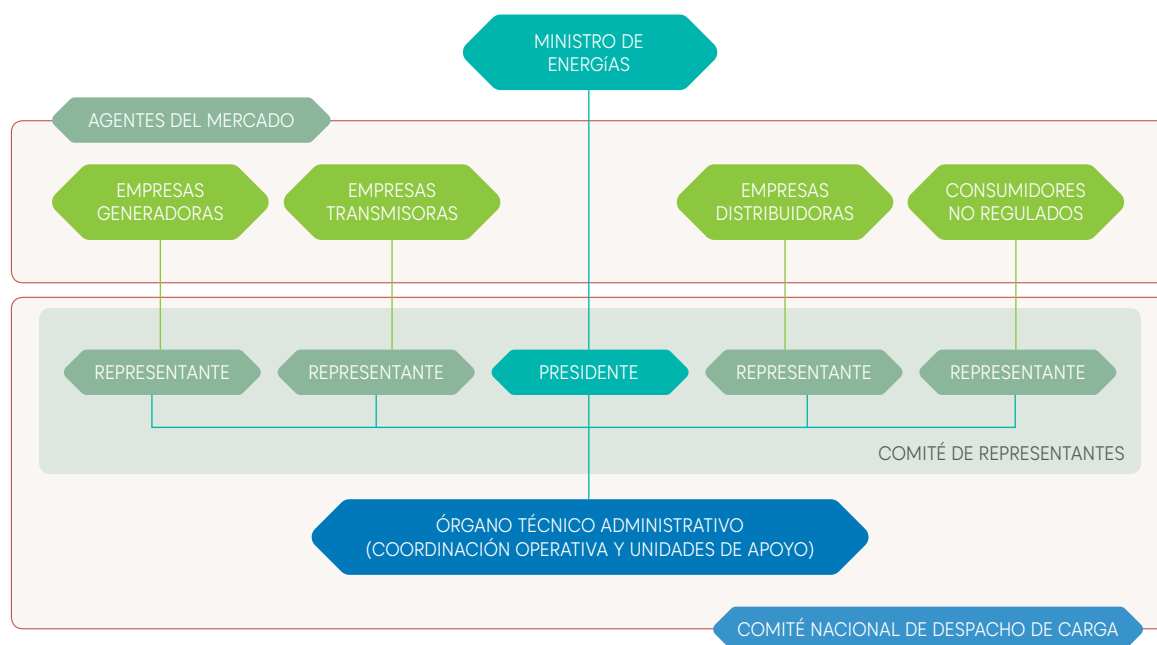 MINISTRO DE
ENERGíAS
AGENTES DEL MERCADO
EMPRESAS
GENERADORAS
EMPRESAS
TRANSMISORAS
EMPRESAS
DISTRIBUIDORAS
CONSUMIDORES
NO REGULADOS
REPRESENTANTE
REPRESENTANTE
PRESIDENTE
REPRESENTANTE
REPRESENTANTE
COMITÉ DE REPRESENTANTES
ÓRGANO TÉCNICO ADMINISTRATIVO
(COORDINACIÓN OPERATIVA Y UNIDADES DE APOYO)
COMITÉ NACIONAL DE DESPACHO DE CARGA